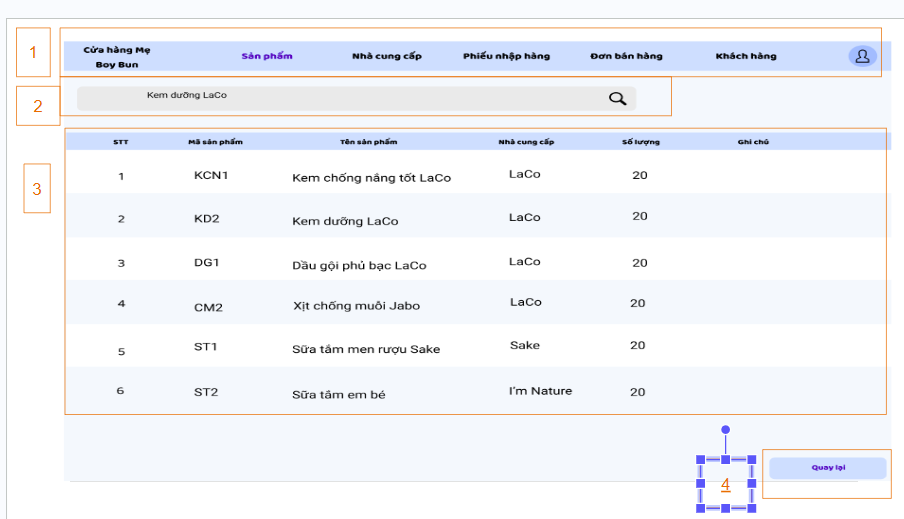 1
Cửa hàng Mẹ
Boy Bun
Sản phẩm Nhà cung cấp Phiếu nhập hàng Đơn bán hàng Khách hàng
2
Kem dưỡng LaCo
3
STT Mã sản phẩm Tên sản phẩm Nhà cung cấp Số lượng Ghi chú
1 KCN1 Kem chống nắng tốt LaCo LaCo 20
2 KD2 Kem dưỡng LaCo LaCo 20
3 DG1 Dầu gội phủ bạc LaCo LaCo 20
4 CM2 Xịt chống muỗi Jabo LaCo 20
5 ST1 Sữa tắm men rượu Sake Sake 20
6 ST2 Sữa tắm em bé I'm Nature 20
4
Quay lại